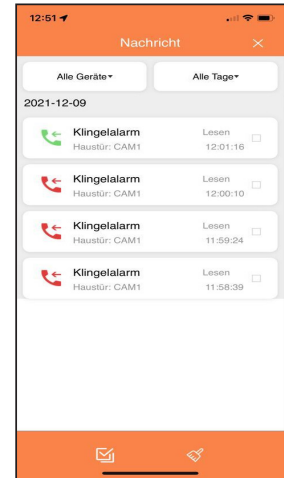 12:51
Nachricht
Alle Geräte Alle Tage
2021-12-09
Klingelalarm Lesen
Haustür: CAM1 12:01:16
Klingelalarm Lesen
Haustür: CAM1 12:00:10
Klingelalarm Lesen
Haustür: CAM1 11:59:24
Klingelalarm Lesen
Haustür: CAM1 11:58:39